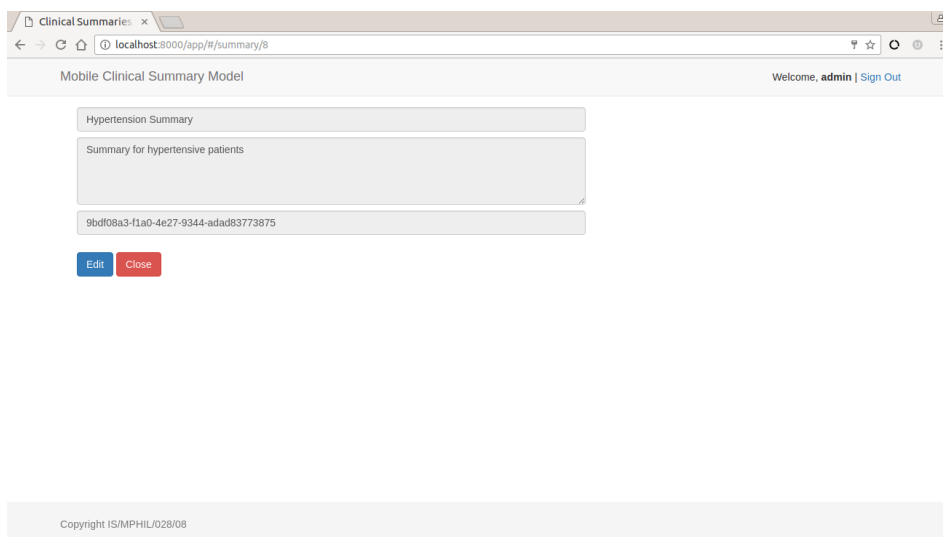 Clinical Summaries
localhost:8000/app/#/summary/8
Mobile Clinical Summary Model
Welcome, admin | Sign Out
Hypertension Summary
Summary for hypertensive patients
9bdf08a3-f1a0-4e27-9344-adad83773875
Edit Close
Copyright IS/MPHIL/028/08